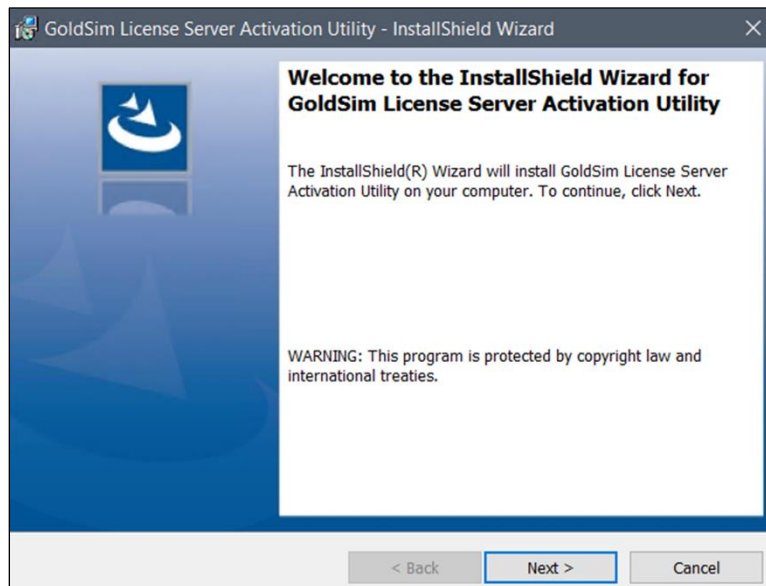 GoldSim License Server Activation Utility - InstallShield Wizard
Welcome to the InstallShield Wizard for
GoldSim License Server Activation Utility
The InstallShield(R) Wizard will install GoldSim License Server
Activation Utility on your computer. To continue, click Next.
WARNING: This program is protected by copyright law and
international treaties.
< Back
Next >
Cancel